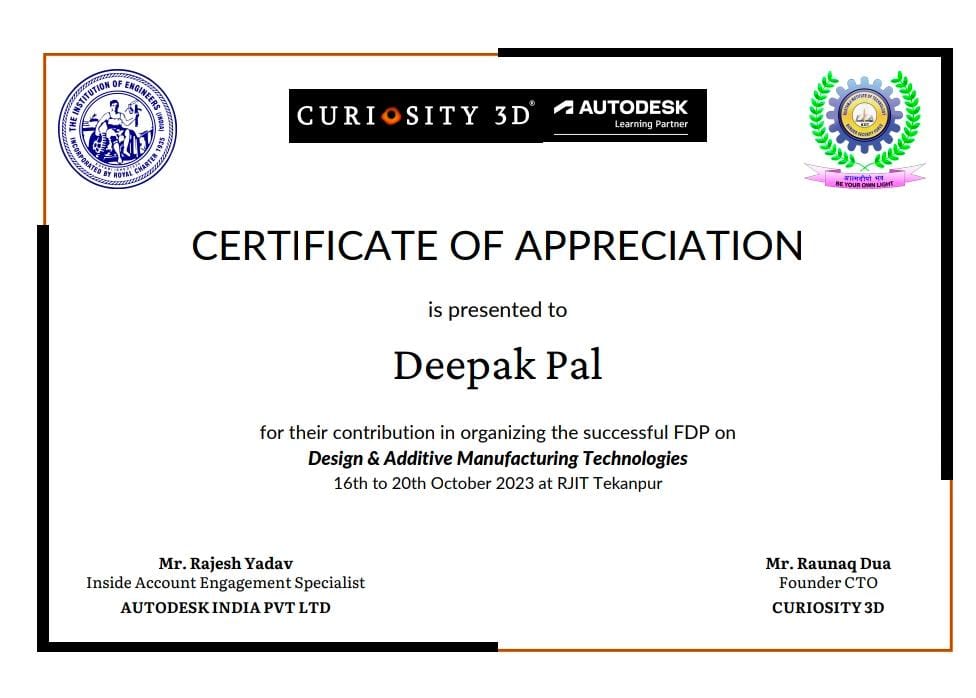 THE INSTITUTION OF ENGINEERS (INDIA)
INCORPORATED BY ROYAL CHARTER 1935
CURIOSITY 3D®
AUTODESK
Learning Partner
आत्मदीपो भव
BE YOUR OWN LIGHT
CERTIFICATE OF APPRECIATION
is presented to
Deepak Pal
for their contribution in organizing the successful FDP on
Design & Additive Manufacturing Technologies
16th to 20th October 2023 at RJIT Tekanpur
Mr. Rajesh Yadav
Inside Account Engagement Specialist
AUTODESK INDIA PVT LTD
Mr. Raunaq Dua
Founder CTO
CURIOSITY 3D